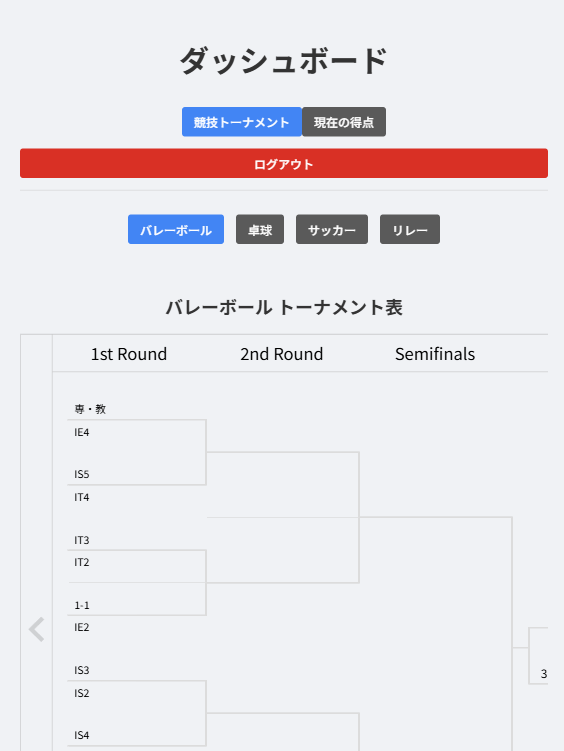 ダッシュボード
競技トーナメント 現在の得点
ログアウト
バレーボール 卓球 サッカー リレー
バレーボール トーナメント表
1st Round 2nd Round Semifinals
専・教
IE4
IS5
IT4
IT3
IT2
1-1
IE2
IS3
3
IS2
IS4